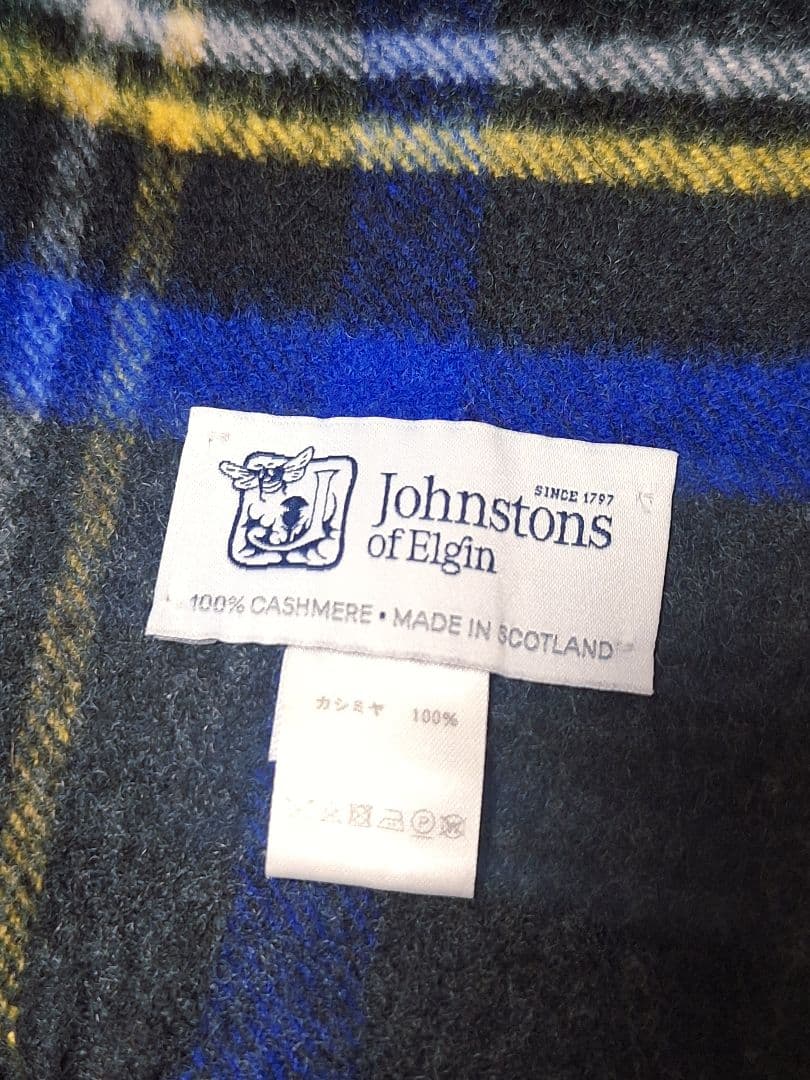 SINCE 1797
Johnstons
of Elgin
100% CASHMERE • MADE IN SCOTLAND
カシミヤ 100%
P